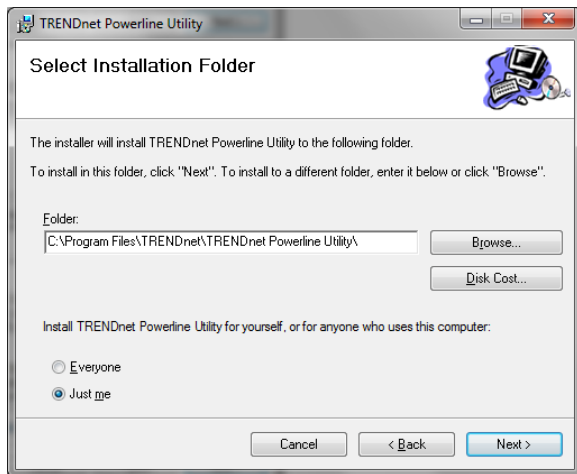 TRENDnet Powerline Utility
Select Installation Folder
The installer will install TRENDnet Powerline Utility to the following folder.
To install in this folder, click "Next". To install to a different folder, enter it below or click "Browse".
Folder:
C:\Program Files\TRENDnet\TRENDnet Powerline Utility\
Browse...
Disk Cost...
Install TRENDnet Powerline Utility for yourself, or for anyone who uses this computer:
Everyone
Just me
Cancel
< Back
Next >